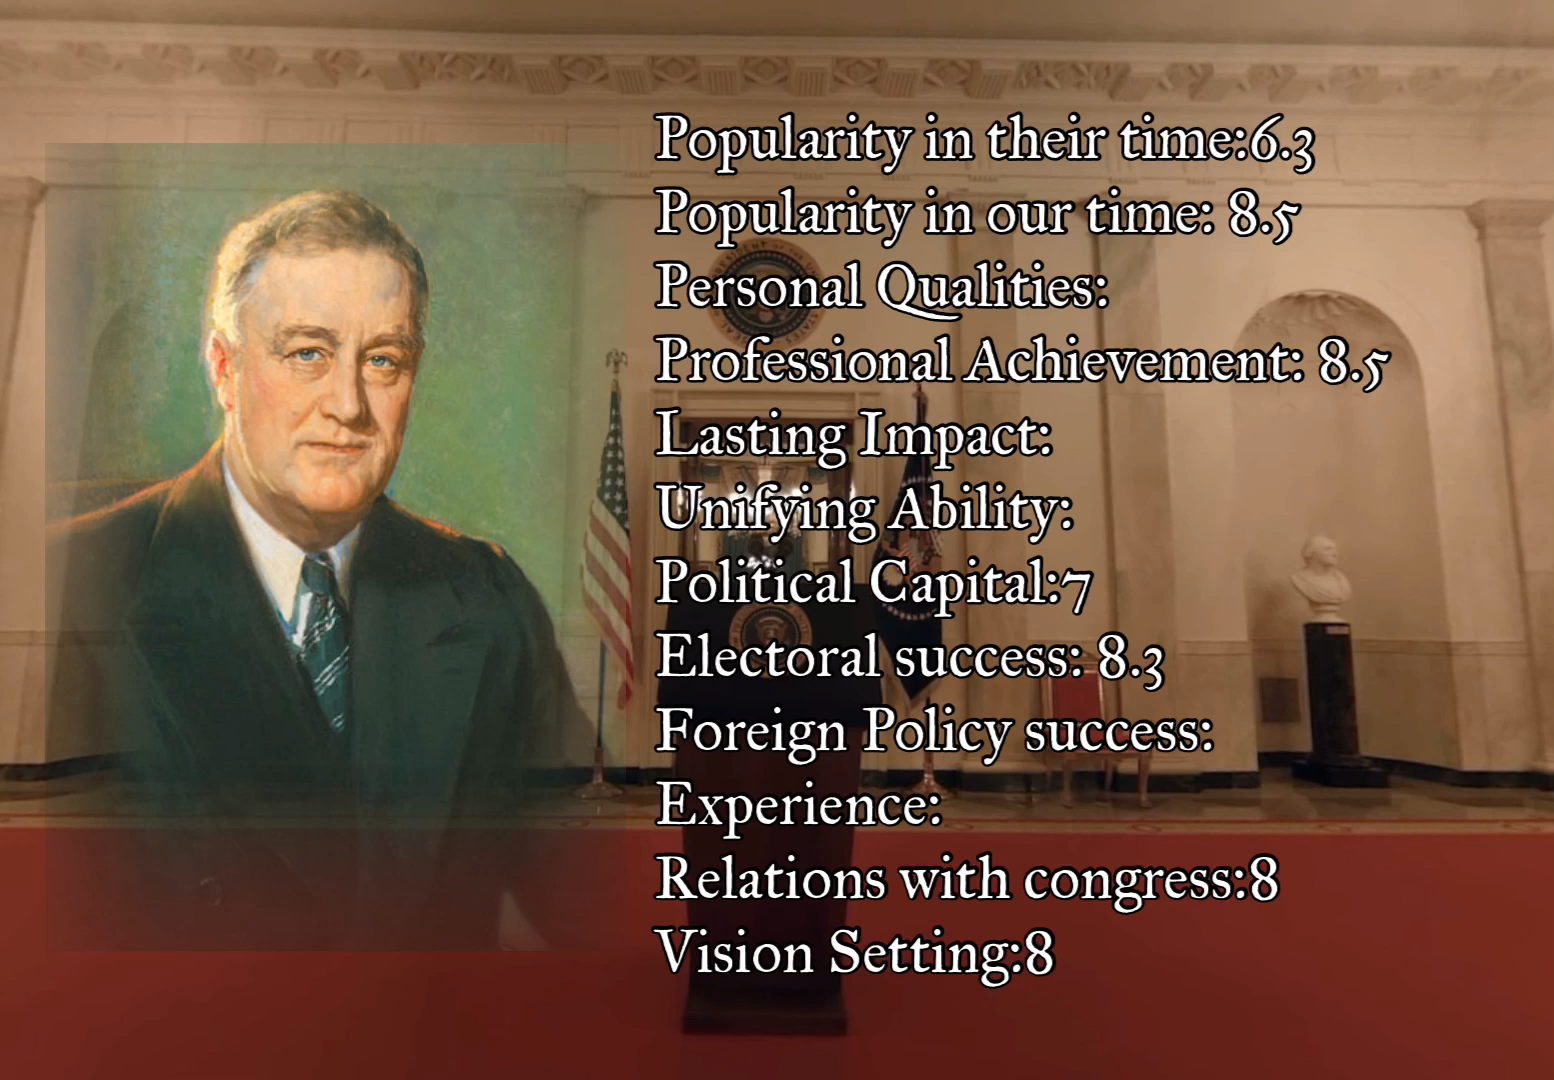 Popularity in their time:6.3
Popularity in our time: 8.5
Personal Qualities:
Professional Achievement: 8.5
Lasting Impact:
Unifying Ability:
Political Capital:7
Electoral success: 8.3
Foreign Policy success:
Experience:
Relations with congress:8
Vision Setting:8